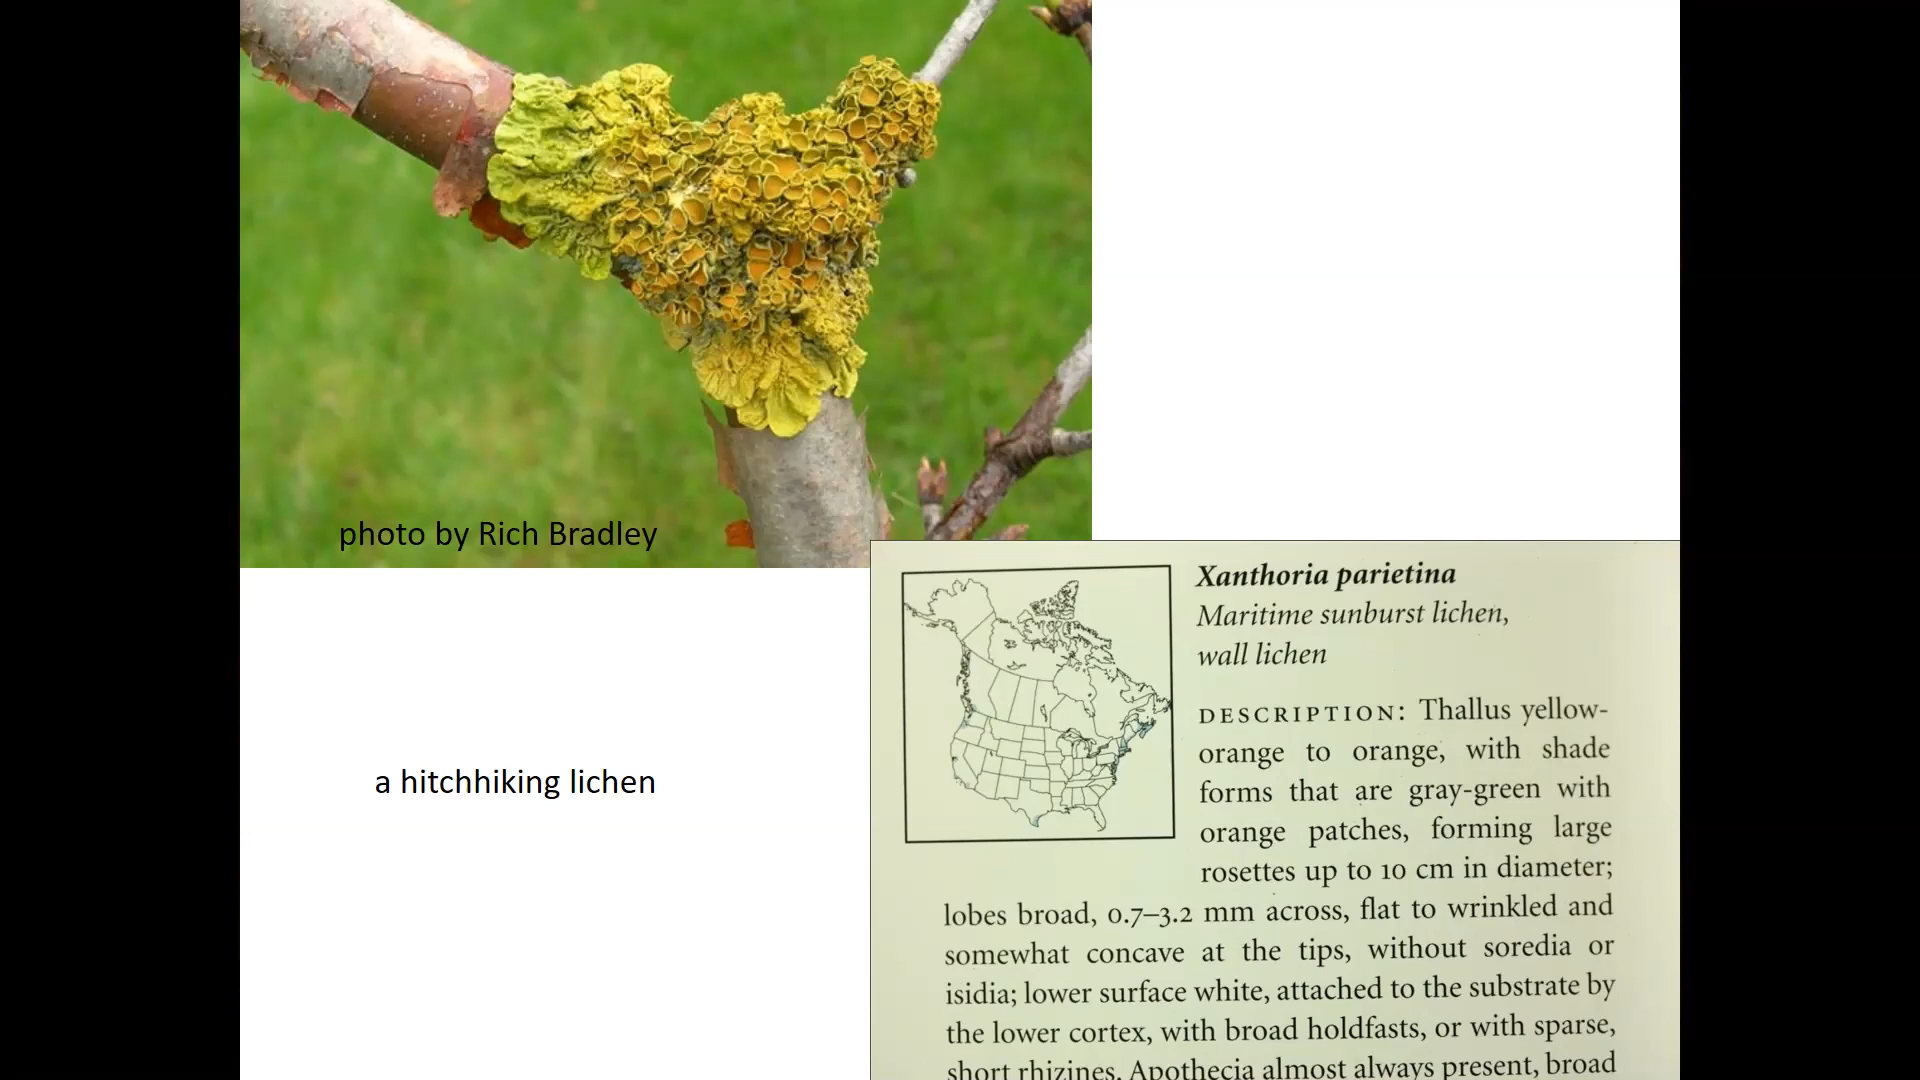 photo by Rich Bradley
a hitchhiking lichen
Xanthoria parietina
Maritime sunburst lichen,
wall lichen
DESCRIPTION: Thallus yellow-
orange to orange, with shade
forms that are gray-green with
orange patches, forming large
rosettes up to 10 cm in diameter;
lobes broad, 0.7–3.2 mm across, flat to wrinkled and
somewhat concave at the tips, without soredia or
isidia; lower surface white, attached to the substrate by
the lower cortex, with broad holdfasts, or with sparse,
short rhizines. Apothecia almost always present, broad